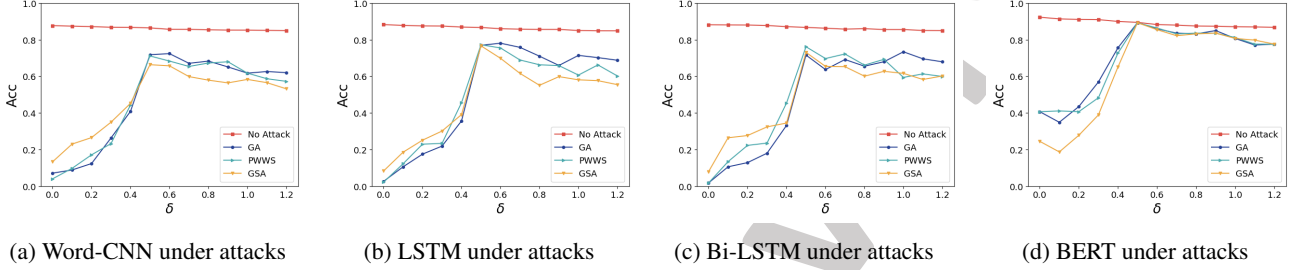 1.0
0.8
0.6
0.4
0.2
0.0
Acc
No Attack
GA
PWWS
GSA
0.0 0.2 0.4 0.6 0.8 1.0 1.2
δ
(a) Word-CNN under attacks
1.0
0.8
0.6
0.4
0.2
0.0
Acc
No Attack
GA
PWWS
GSA
0.0 0.2 0.4 0.6 0.8 1.0 1.2
δ
(b) LSTM under attacks
1.0
0.8
0.6
0.4
0.2
0.0
Acc
No Attack
GA
PWWS
GSA
0.0 0.2 0.4 0.6 0.8 1.0 1.2
δ
(c) Bi-LSTM under attacks
1.0
0.8
0.6
0.4
0.2
0.0
Acc
No Attack
GA
PWWS
GSA
0.0 0.2 0.4 0.6 0.8 1.0 1.2
δ
(d) BERT under attacks